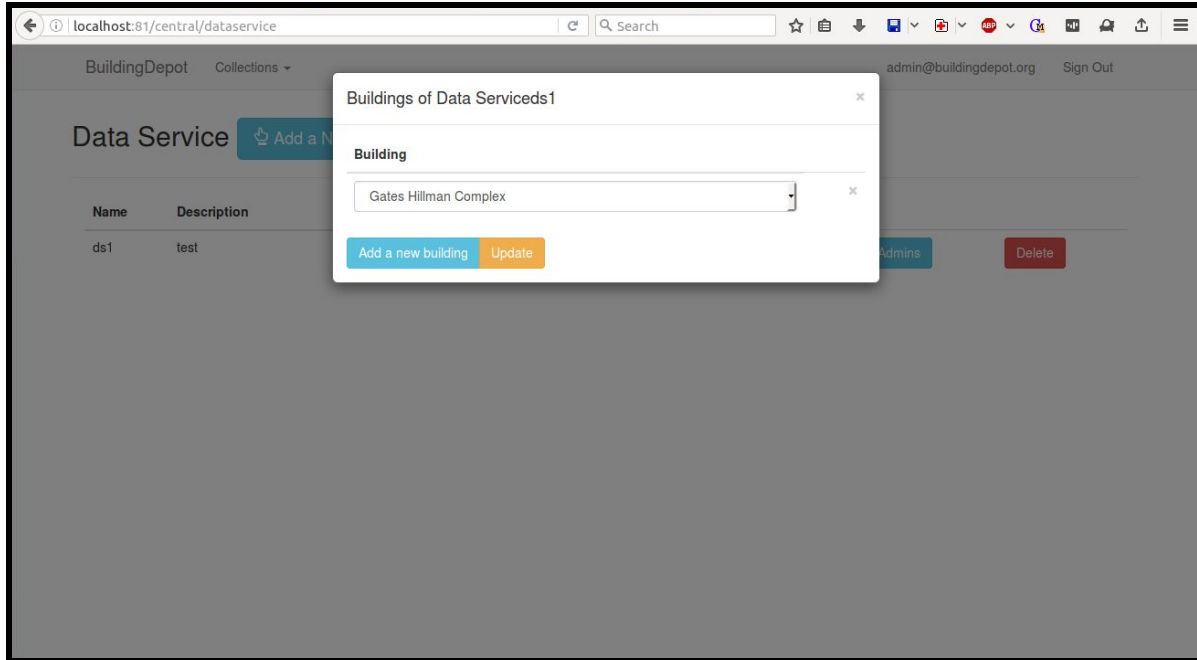 localhost:81/central/dataservice
Search
BuildingDepot Collections
admin@buildingdepot.org Sign Out
Buildings of Data Serviceds1
×
Data Service Add a N
Building
Gates Hillman Complex
×
Name Description
ds1 test
Add a new building Update
Admins Delete